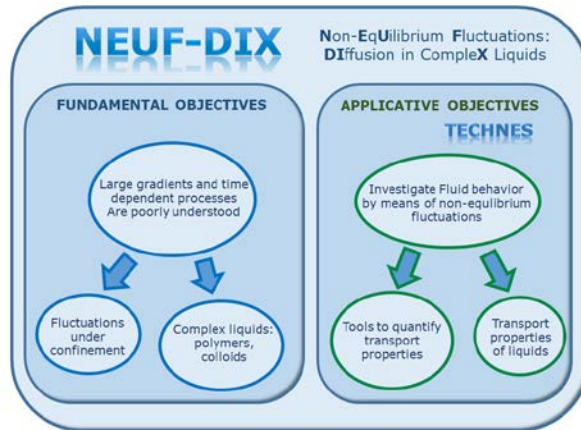 NEUF-DIX
Non-EqUilibrium Fluctuations:
DIffusion in CompleX Liquids
FUNDAMENTAL OBJECTIVES
Large gradients and time
dependent processes
Are poorly understood
Fluctuations
under
confinement
Complex liquids:
polymers,
colloids
APPLICATIVE OBJECTIVES
TECHNES
Investigate Fluid behavior
by means of non-equlibrium
fluctuations
Tools to quantify
transport
properties
Transport
properties
of liquids